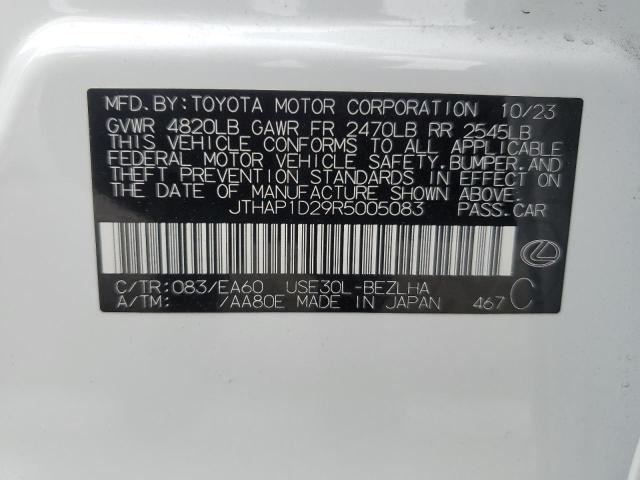 MFD.BY:TOYOTA MOTOR CORPORATION 10/23
GVWR 4820LB GAWR FR 2470LB RR 2545LB
THIS VEHICLE CONFORMS TO ALL APPLICABLE
FEDERAL MOTOR VEHICLE SAFETY,BUMPER,AND
THEFT PREVENTION STANDARDS IN EFFECT ON
THE DATE OF MANUFACTURE SHOWN ABOVE.
JTHAP1D29R5005083 PASS.CAR
C/TR:083/EA60 USE30L-BEZLHA
A/TM: /AA80E MADE IN JAPAN 467 C